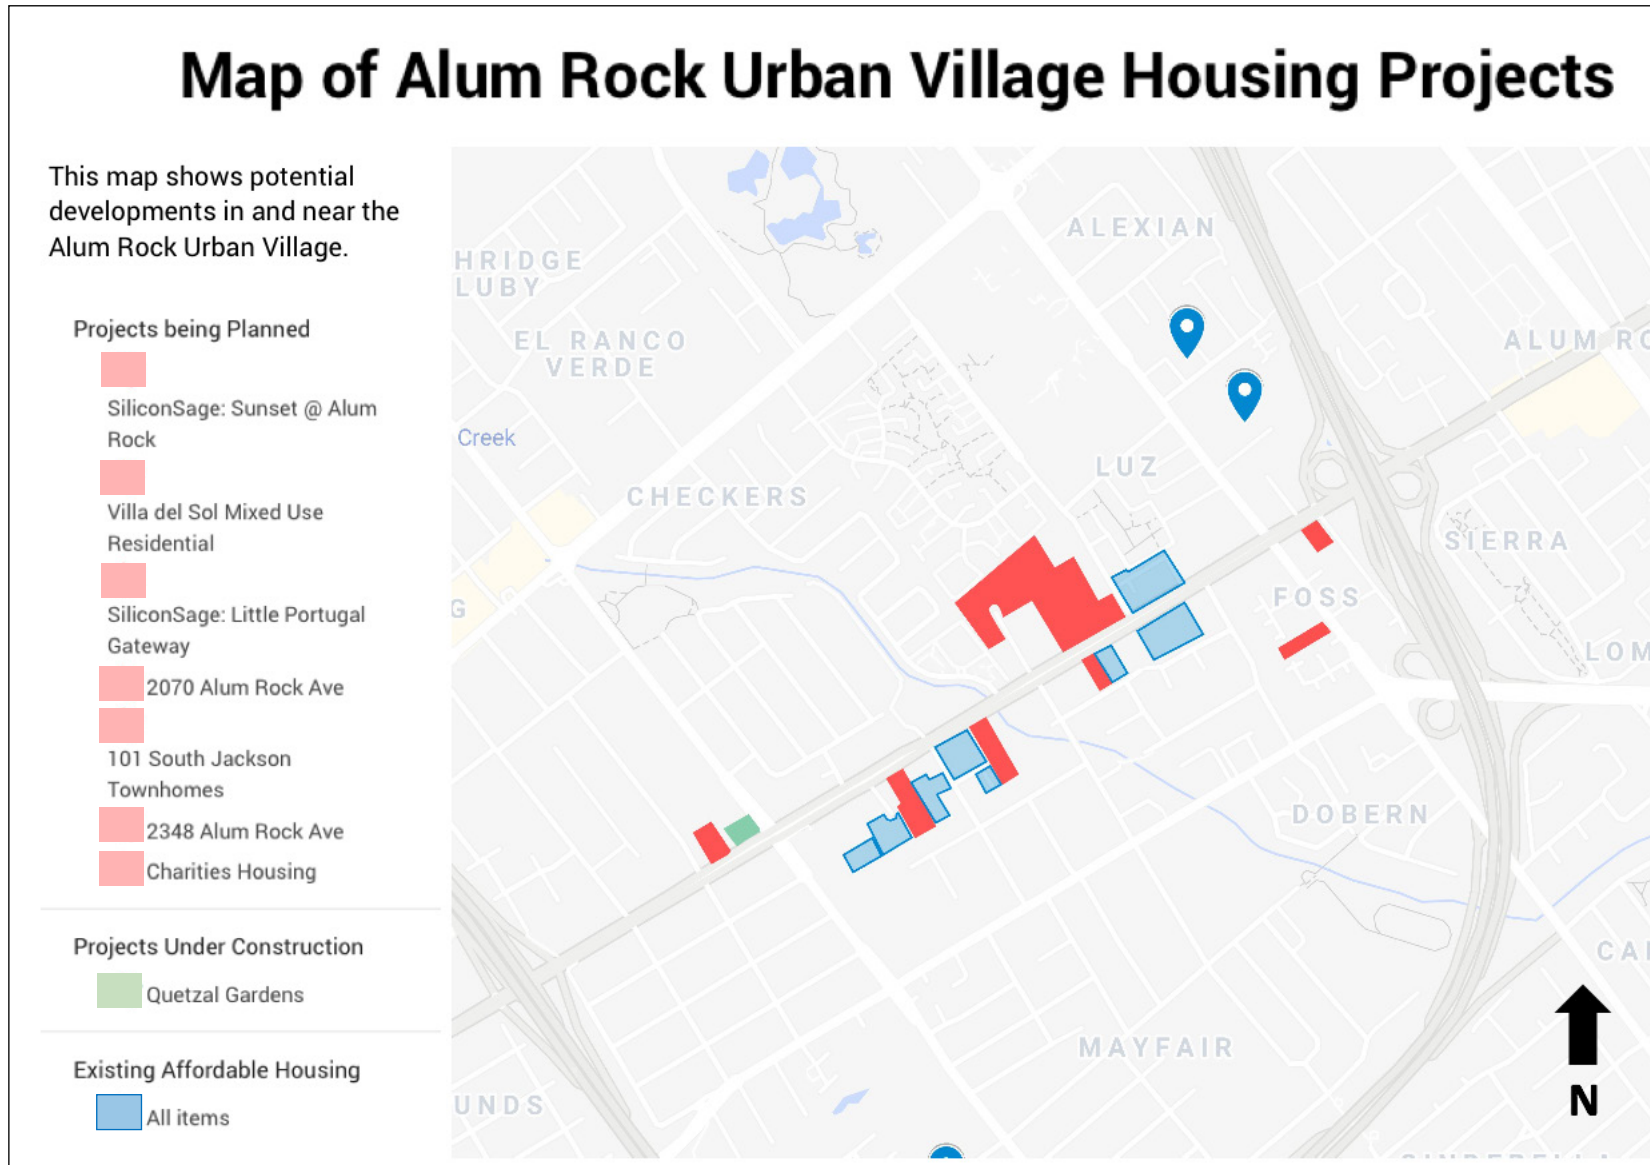 Map of Alum Rock Urban Village Housing Projects
This map shows potential
developments in and near the
Alum Rock Urban Village.
Projects being Planned
SiliconSage: Sunset @ Alum
Rock
Villa del Sol Mixed Use
Residential
SiliconSage: Little Portugal
Gateway
2070 Alum Rock Ave
101 South Jackson
Townhomes
2348 Alum Rock Ave
Charities Housing
Projects Under Construction
Quetzal Gardens
Existing Affordable Housing
All items
HRIDGE
LUBY
EL RANCO
VERDE
Creek
CHECKERS
G
ALEXIAN
ALUM RO
LUZ
SIERRA
FOSS
LOM
DOBERN
CA
MAYFAIR
UNDS
N